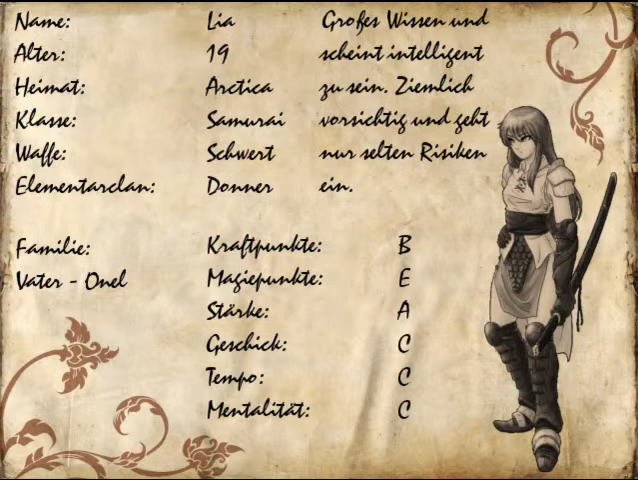 Name: Lia Großes Wissen und
Alter: 19 scheint intelligent
Heimat: Arctica zu sein. Ziemlich
Klasse: Samurai vorsichtig und geht
Waffe: Schwert nur selten Risiken
Elementarclan: Donner ein.
Familie: Kraftpunkte: B
Vater - Onel Magiepunkte: E
Stärke: A
Geschick: C
Tempo: C
Mentalität: C